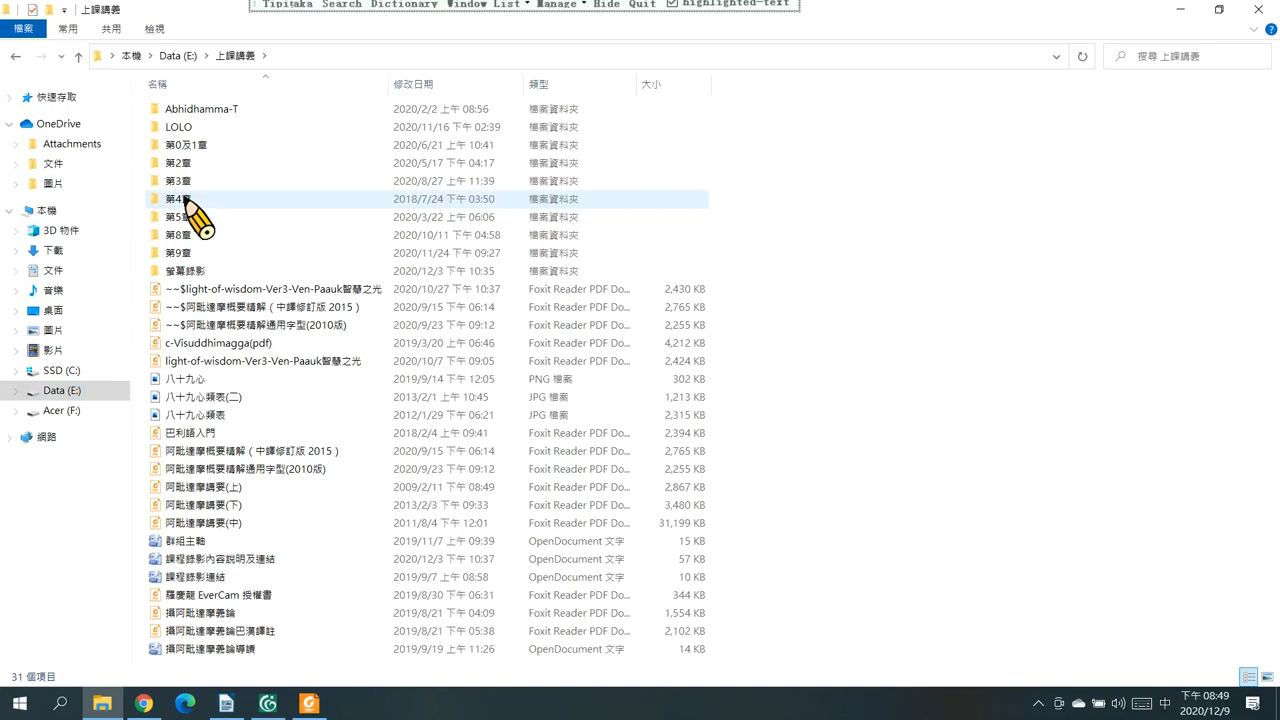 Tipiṭaka Search Dictionary Window List Manage Hide Quit highlighted-text
上課講義
檔案 常用 共用 檢視
本機 Data (E:) 上課講義 搜尋 上課講義
名稱 修改日期 類型 大小
快速存取
OneDrive
Attachments
文件
圖片
本機
3D 物件
下載
文件
音樂
桌面
圖片
影片
SSD (C:)
Data (E:)
Acer (F:)
網路
Abhidhamma-T 2020/2/2 上午 08:56 檔案資料夾
LOLO 2020/11/16 下午 02:39 檔案資料夾
第0及1章 2020/6/21 上午 10:41 檔案資料夾
第2章 2020/5/17 下午 04:17 檔案資料夾
第3章 2020/8/27 上午 11:39 檔案資料夾
第4章 2018/7/24 下午 03:50 檔案資料夾
第5章 2020/3/22 下午 06:06 檔案資料夾
第8章 2020/10/11 下午 04:58 檔案資料夾
第9章 2020/11/24 下午 09:27 檔案資料夾
螢幕錄影 2020/12/3 下午 10:35 檔案資料夾
~~$light-of-wisdom-Ver3-Ven-Paauk智慧之光 2020/10/27 下午 10:37 Foxit Reader PDF Do... 2,430 KB
~~$阿毗達摩概要精解（中譯修訂版 2015 ） 2020/9/15 下午 06:14 Foxit Reader PDF Do... 2,765 KB
~~$阿毗達摩概要精解通用字型(2010版) 2020/9/23 下午 09:12 Foxit Reader PDF Do... 2,255 KB
c-Visuddhimagga(pdf) 2019/3/20 上午 06:46 Foxit Reader PDF Do... 4,212 KB
light-of-wisdom-Ver3-Ven-Paauk智慧之光 2020/10/7 上午 09:05 Foxit Reader PDF Do... 2,424 KB
八十九心 2019/9/14 下午 12:05 PNG 檔案 302 KB
八十九心類表(二) 2013/2/1 上午 10:45 JPG 檔案 1,213 KB
八十九心類表 2012/1/29 下午 06:21 JPG 檔案 2,315 KB
巴利語入門 2018/2/4 上午 09:41 Foxit Reader PDF Do... 2,394 KB
阿毗達摩概要精解（中譯修訂版 2015 ） 2020/9/15 下午 06:14 Foxit Reader PDF Do... 2,765 KB
阿毗達摩概要精解通用字型(2010版) 2020/9/23 下午 09:12 Foxit Reader PDF Do... 2,255 KB
阿毗達摩講要(上) 2009/2/11 下午 08:49 Foxit Reader PDF Do... 2,867 KB
阿毗達摩講要(下) 2013/2/3 下午 09:33 Foxit Reader PDF Do... 3,480 KB
阿毗達摩講要(中) 2011/8/4 下午 12:01 Foxit Reader PDF Do... 31,199 KB
群組主軸 2019/11/7 上午 09:39 OpenDocument 文字 15 KB
課程錄影內容說明及連結 2020/12/3 下午 10:37 OpenDocument 文字 57 KB
課程錄影連結 2019/9/7 上午 08:58 OpenDocument 文字 10 KB
羅慶龍 EverCam 授權書 2019/8/30 下午 06:31 Foxit Reader PDF Do... 344 KB
攝阿毗達摩義論 2019/8/21 下午 04:09 Foxit Reader PDF Do... 1,554 KB
攝阿毗達摩義論巴漢譯註 2019/8/21 下午 05:38 Foxit Reader PDF Do... 2,102 KB
攝阿毗達摩義論導讀 2019/9/19 上午 11:26 OpenDocument 文字 14 KB
31 個項目
中
下午 08:49
2020/12/9